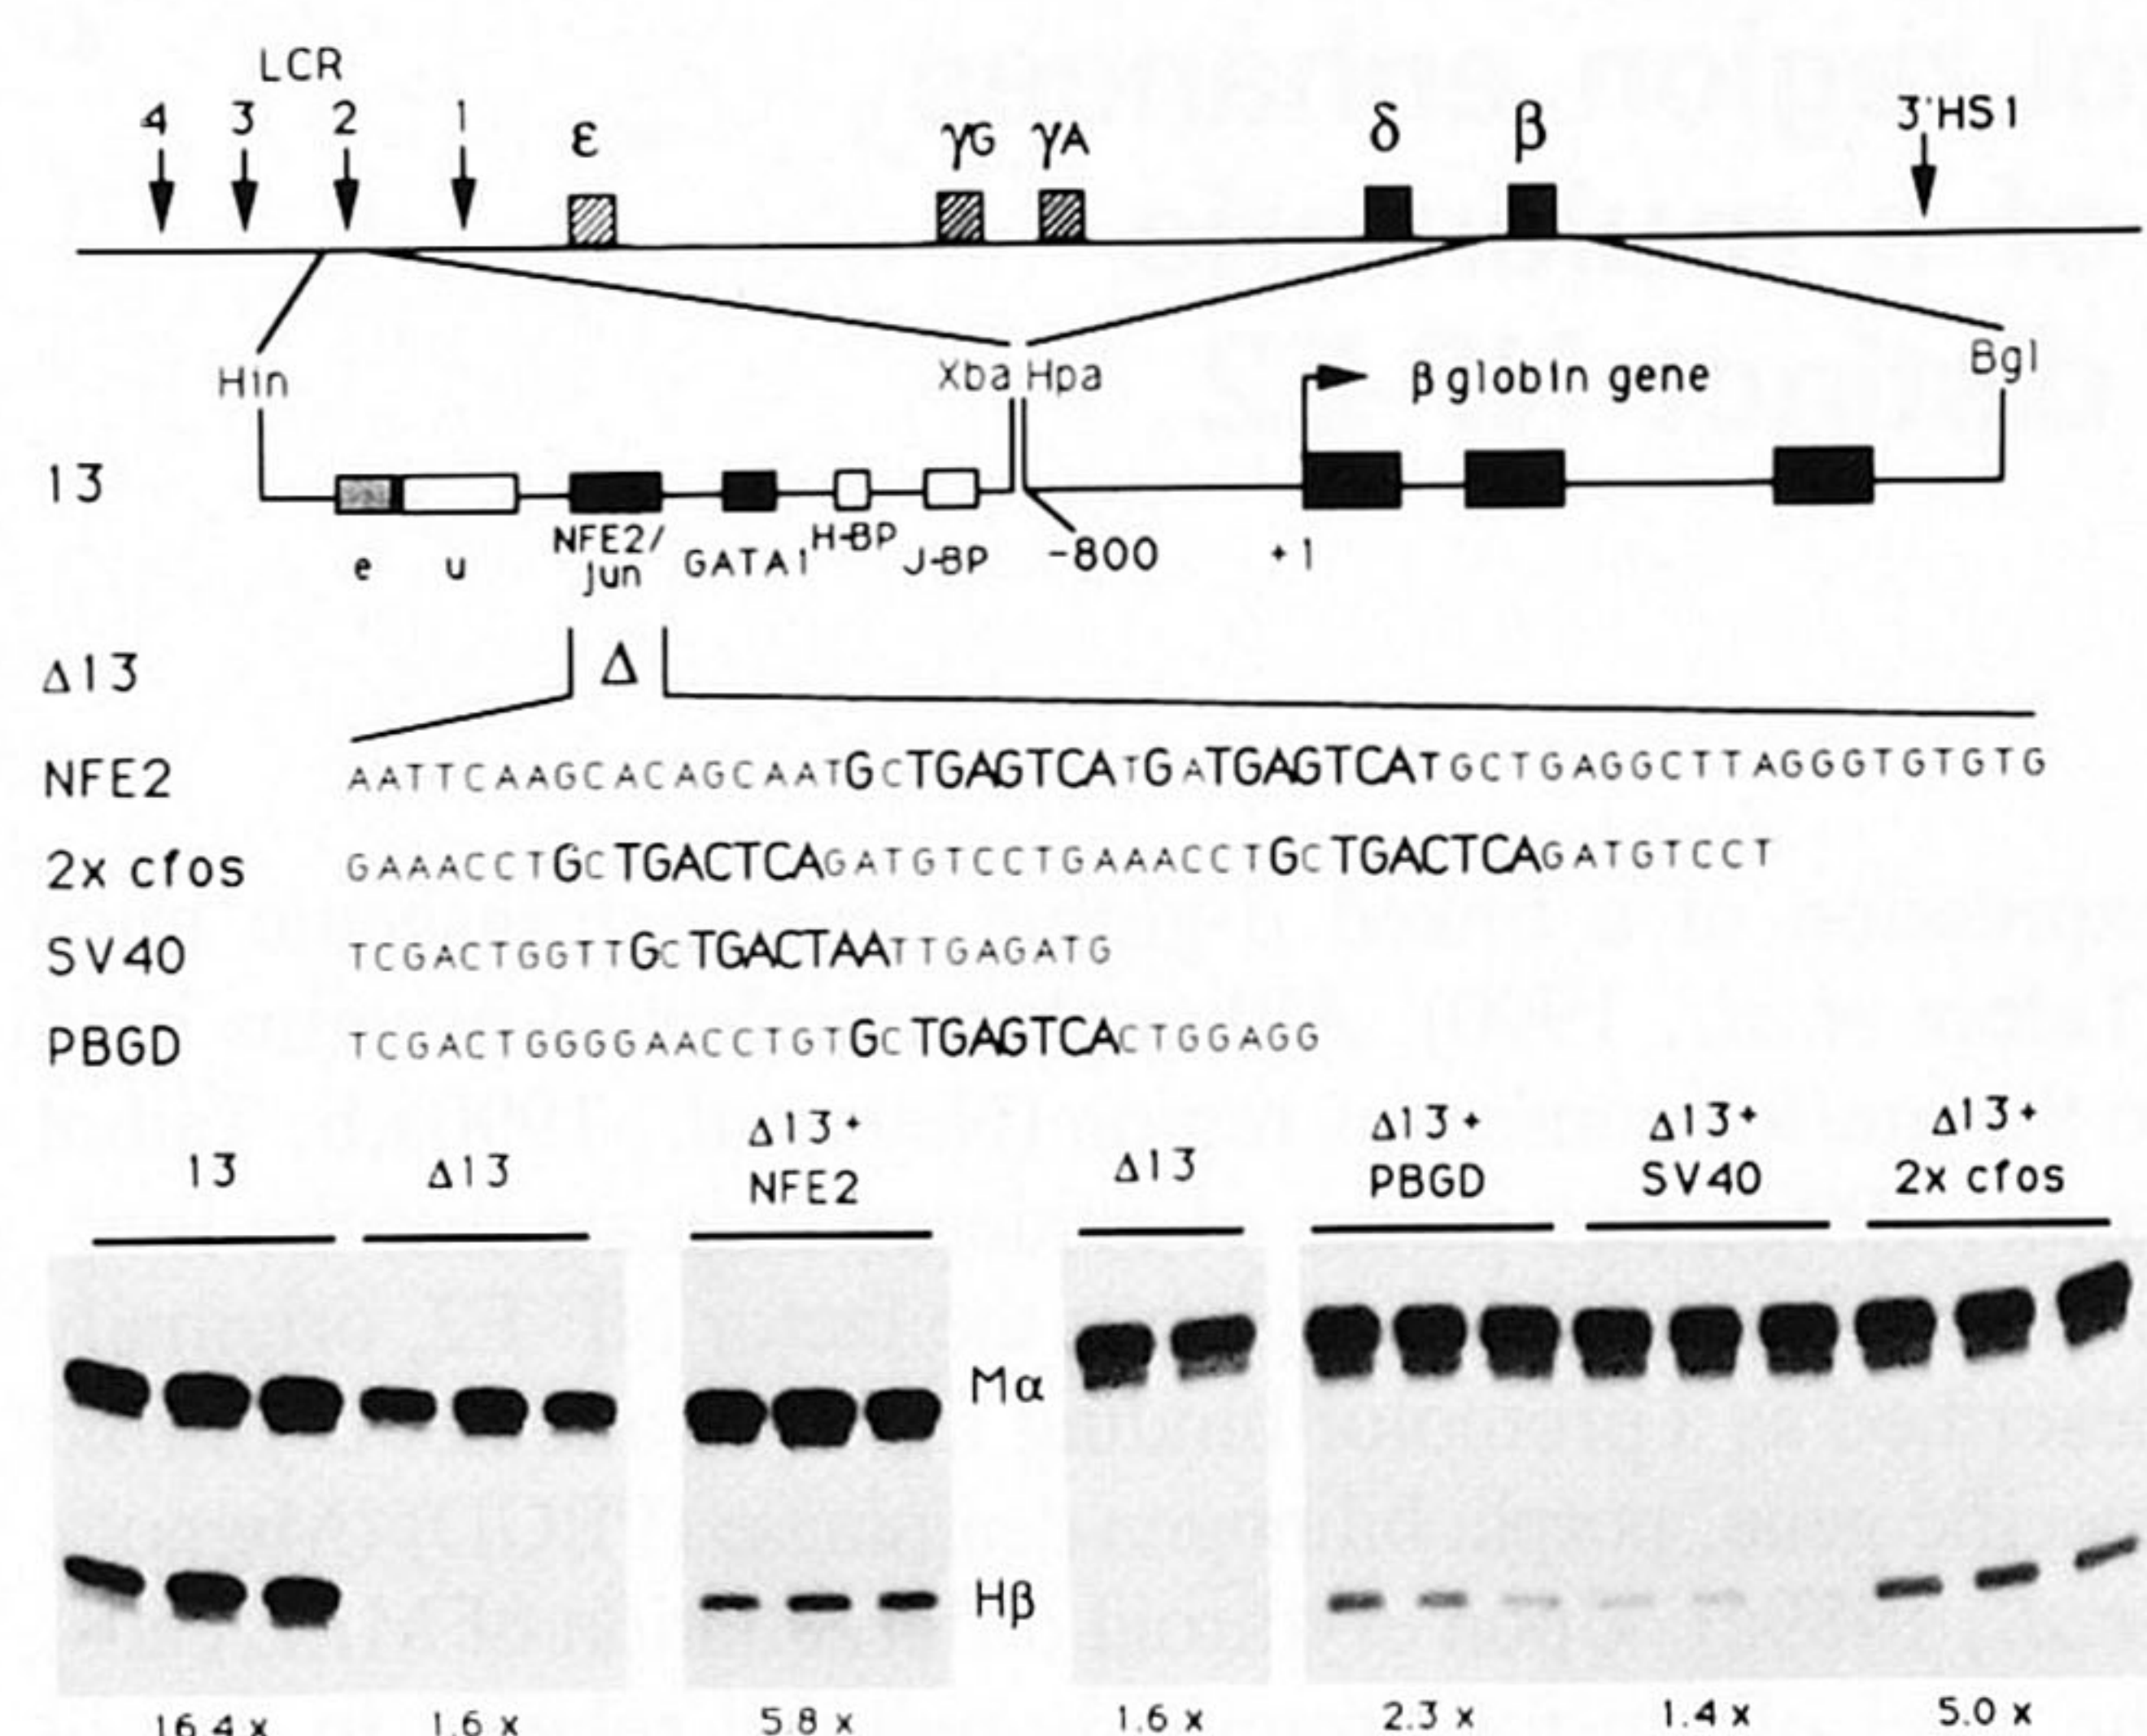 LCR
4 3 2 1 ε γG γA δ β 3'HS1
Hin Xba Hpa βglobin gene Bgl
13
e u NFE2/Jun GATA1 H-BP J-BP -800 +1
Δ13 Δ
NFE2 AATTCAAGCACAGCAATGCTGAGTCATGATGAGTCATGCTGAGGCTTAGGGTGTGTG
2x cfos GAAACCTGCTGACTCAGATGTCCTGAAACCTGCTGACTCAGATGTCCT
SV40 TCGACTGGTTGCTGACTAATTGAGATG
PBGD TCGACTGGGGAACCTGTGCTGAGTCACTGGAGG
13 Δ13 Δ13+ NFE2 Δ13 Δ13+ PBGD Δ13+ SV40 Δ13+ 2x cfos
Mα
Hβ
16.4 x 1.6 x 5.8 x 1.6 x 2.3 x 1.4 x 5.0 x